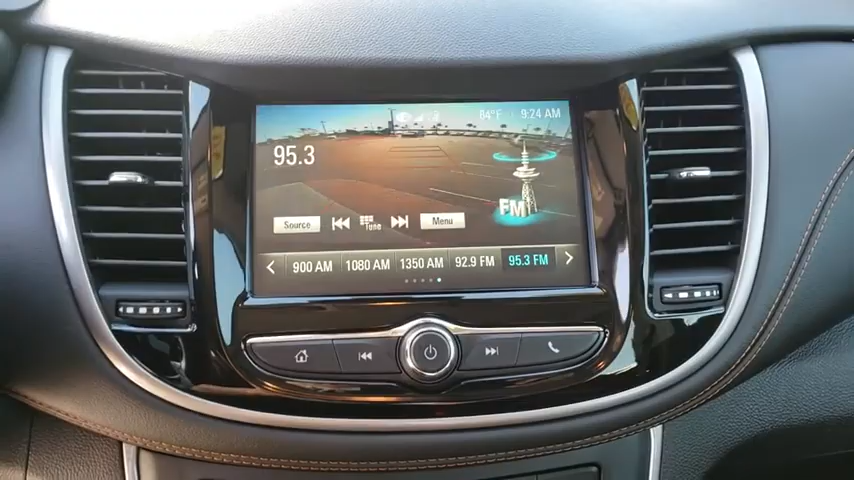 84°F 9:24 AM
95.3
FM
Source Tune Menu
900 AM 1080 AM 1350 AM 92.9 FM 95.3 FM